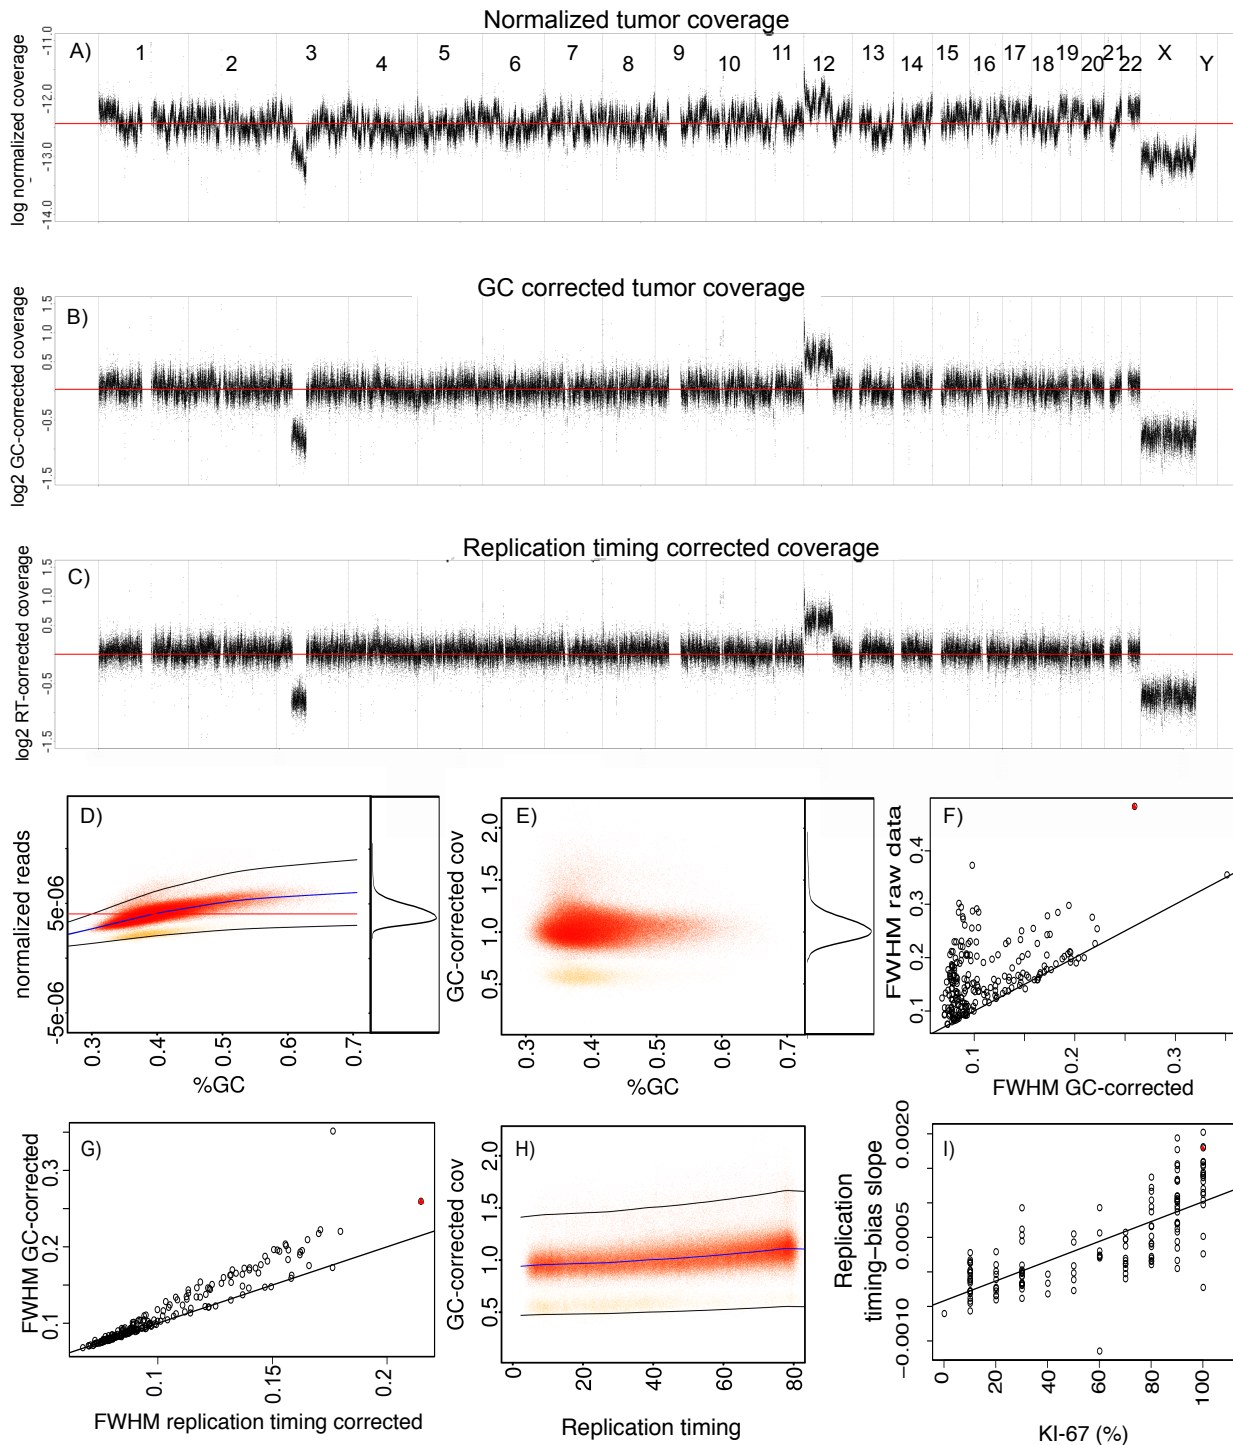 Normalized tumor coverage
A)
1 2 3 4 5 6 7 8 9 10 11 12 13 14 15 16 17 18 19 20 21 22 X Y
log normalized coverage
-11.0
-12.0
-13.0
-14.0
GC corrected tumor coverage
B)
log2 GC-corrected coverage
1.5
1.0
0.5
-0.5
-1.5
Replication timing corrected coverage
C)
log2 RT-corrected coverage
1.5
1.0
0.5
-0.5
-1.5
D)
normalized reads
5e-06
-5e-06
0.3 0.4 0.5 0.6 0.7
%GC
E)
GC-corrected cov
2.0
1.5
1.0
0.5
0.3 0.4 0.5 0.6 0.7
%GC
F)
FWHM raw data
0.4
0.3
0.2
0.1
0.1 0.2 0.3
FWHM GC-corrected
G)
FWHM GC-corrected
0.3
0.2
0.1
0.1 0.15 0.2
FWHM replication timing corrected
H)
GC-corrected cov
2.0
1.5
1.0
0.5
0 20 40 60 80
Replication timing
I)
Replication
timing−bias slope
0.0020
0.0005
−0.0010
0 20 40 60 80 100
KI-67 (%)